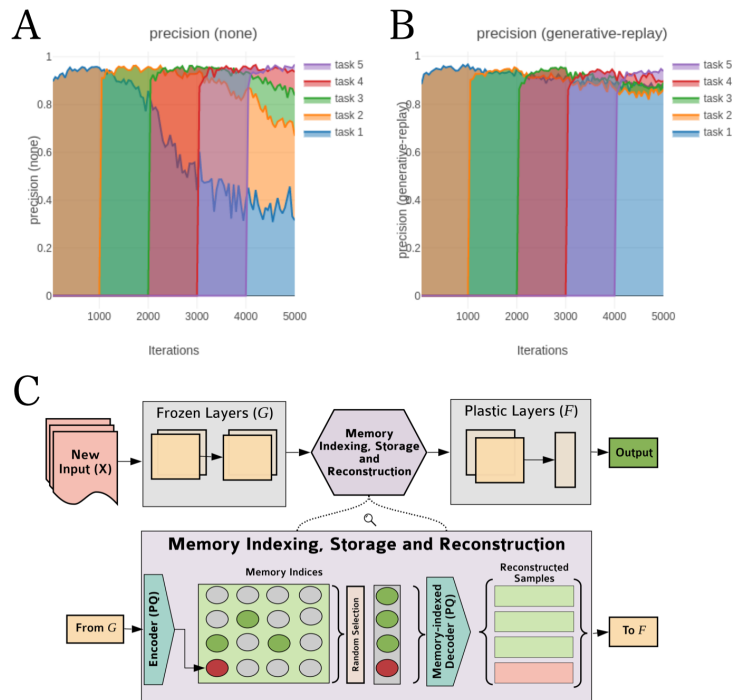 A
precision (none)
precision (none)
1
0.8
0.6
0.4
0.2
0
1000 2000 3000 4000 5000
Iterations
task 5
task 4
task 3
task 2
task 1
B
precision (generative-replay)
precision (generative-replay)
1
0.8
0.6
0.4
0.2
0
1000 2000 3000 4000 5000
Iterations
task 5
task 4
task 3
task 2
task 1
C
New
Input (X)
Frozen Layers (G)
Memory
Indexing, Storage
and
Reconstruction
Plastic Layers (F)
Output
Memory Indexing, Storage and Reconstruction
From G
Encoder (PQ)
Memory Indices
Random Selection
Memory-indexed
Decoder (PQ)
Reconstructed
Samples
To F